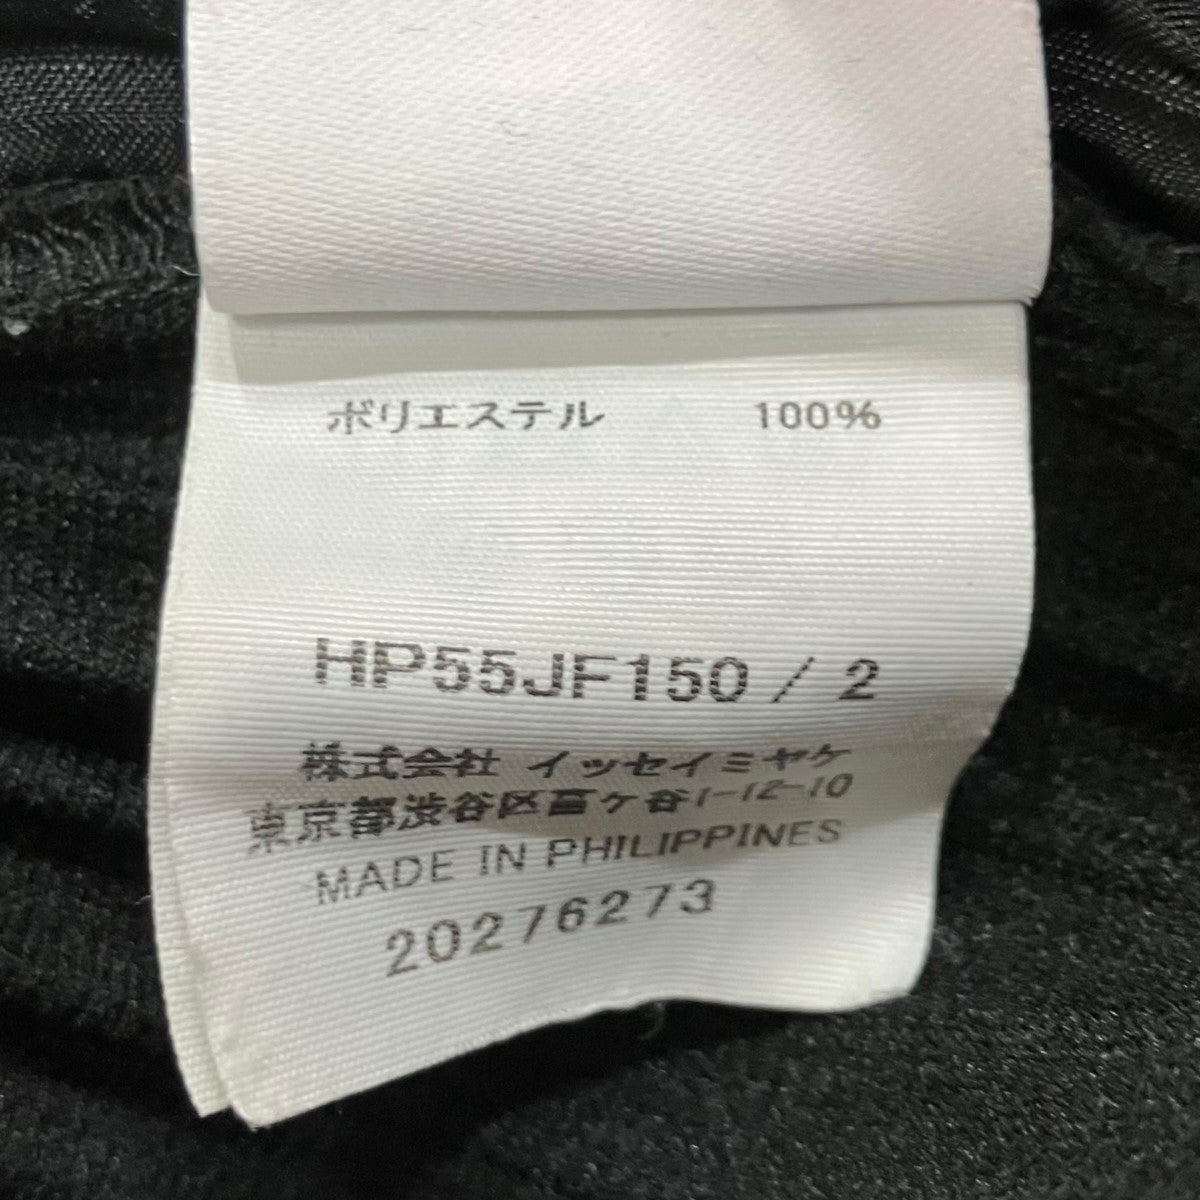 ポリエステル 100%
HP55JF150 / 2
株式会社 イッセイミヤケ
東京都渋谷区富ヶ谷1-12-10
MADE IN PHILIPPINES
20276273